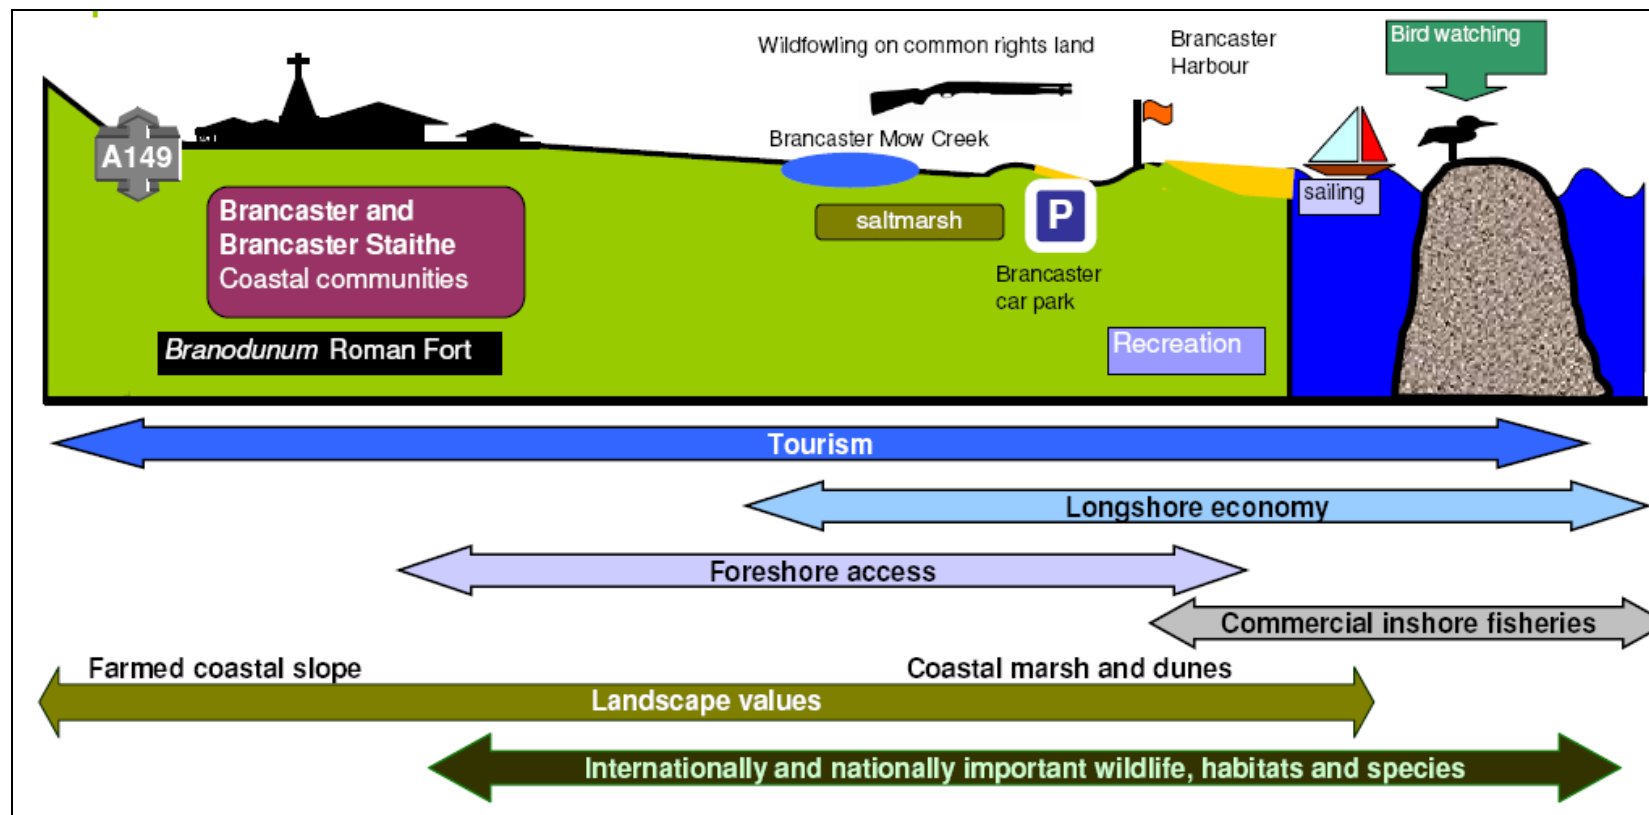 Wildfowling on common rights land
Brancaster
Harbour
Bird watching
A149
Brancaster Mow Creek
Brancaster and
Brancaster Staithe
Coastal communities
saltmarsh
P
sailing
Brancaster
car park
Branodunum Roman Fort
Recreation
Tourism
Longshore economy
Foreshore access
Commercial inshore fisheries
Farmed coastal slope
Coastal marsh and dunes
Landscape values
Internationally and nationally important wildlife, habitats and species